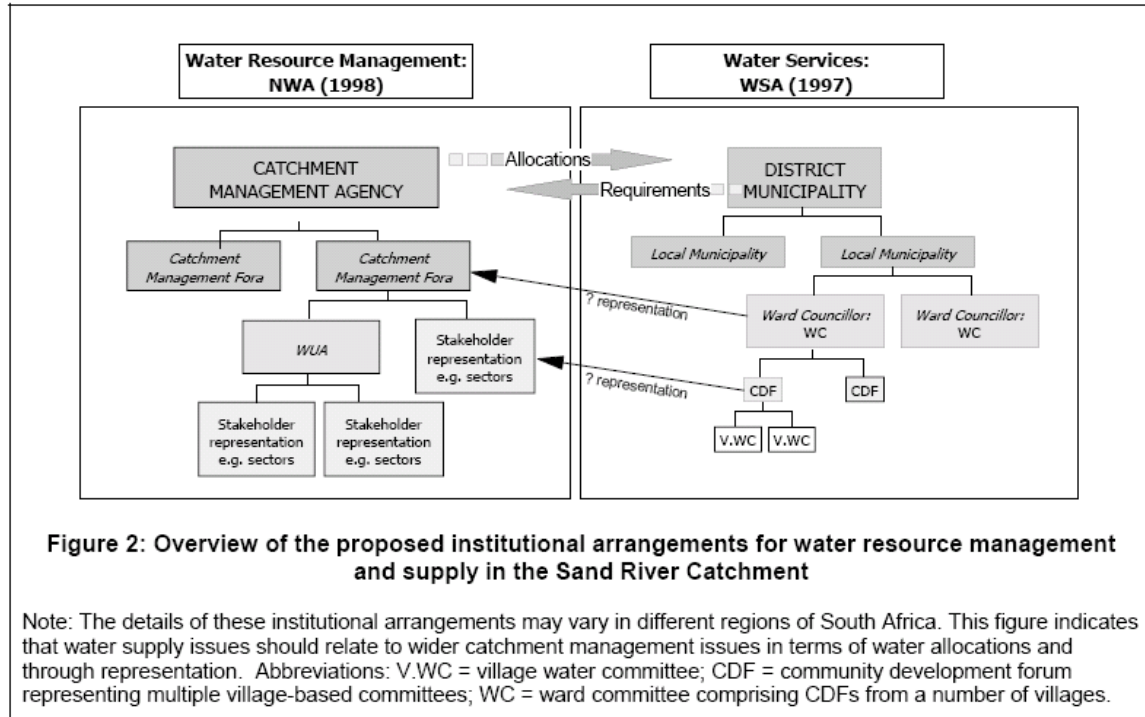 Water Resource Management:
NWA (1998)
Water Services:
WSA (1997)
CATCHMENT
MANAGEMENT AGENCY
Allocations
Requirements
DISTRICT
MUNICIPALITY
Catchment
Management Fora
Catchment
Management Fora
Local Municipality
Local Municipality
? representation
Ward Councillor:
WC
Ward Councillor:
WC
WUA
Stakeholder
representation
e.g. sectors
? representation
CDF
CDF
Stakeholder
representation
e.g. sectors
Stakeholder
representation
e.g. sectors
V.WC
V.WC
Figure 2: Overview of the proposed institutional arrangements for water resource management
and supply in the Sand River Catchment
Note: The details of these institutional arrangements may vary in different regions of South Africa. This figure indicates
that water supply issues should relate to wider catchment management issues in terms of water allocations and
through representation. Abbreviations: V.WC = village water committee; CDF = community development forum
representing multiple village-based committees; WC = ward committee comprising CDFs from a number of villages.